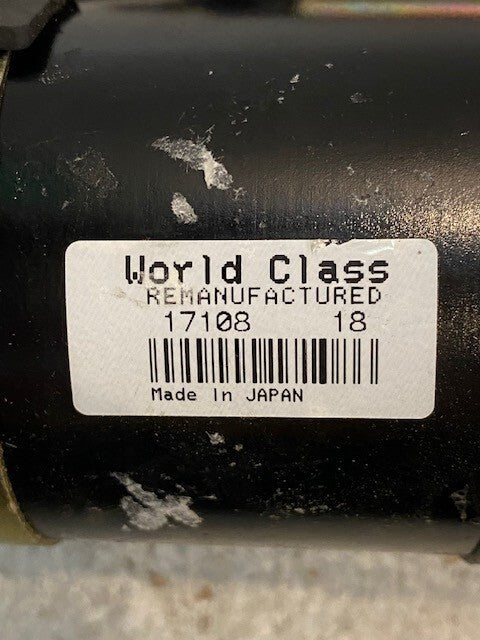 World Class
REMANUFACTURED
17108 18
Made In JAPAN